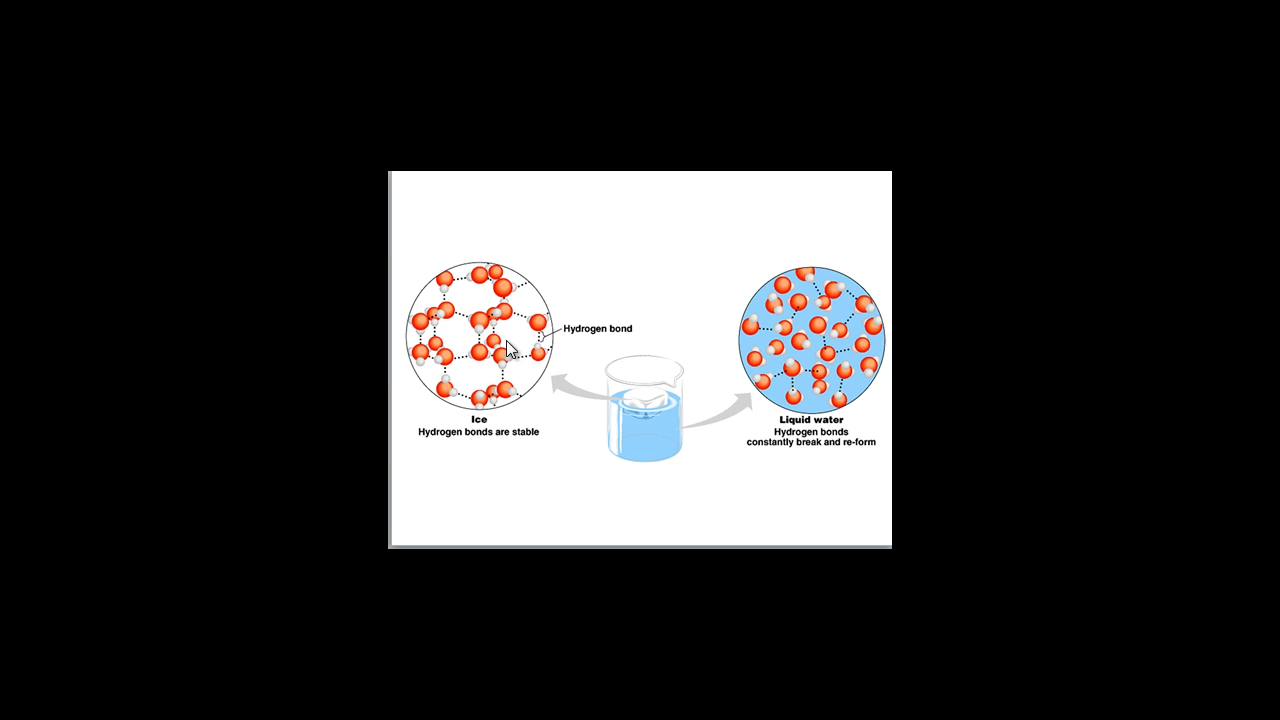 Hydrogen bond
Ice
Hydrogen bonds are stable
Liquid water
Hydrogen bonds
constantly break and re-form